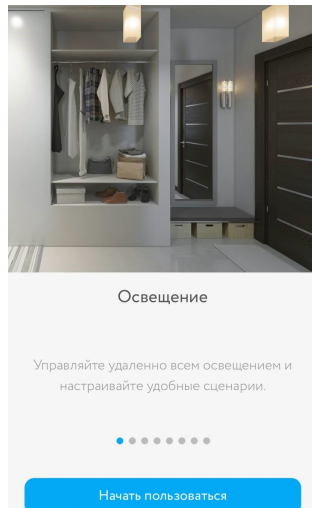 Освещение
Управляйте удаленно всем освещением и
настраивайте удобные сценарии.
Начать пользоваться